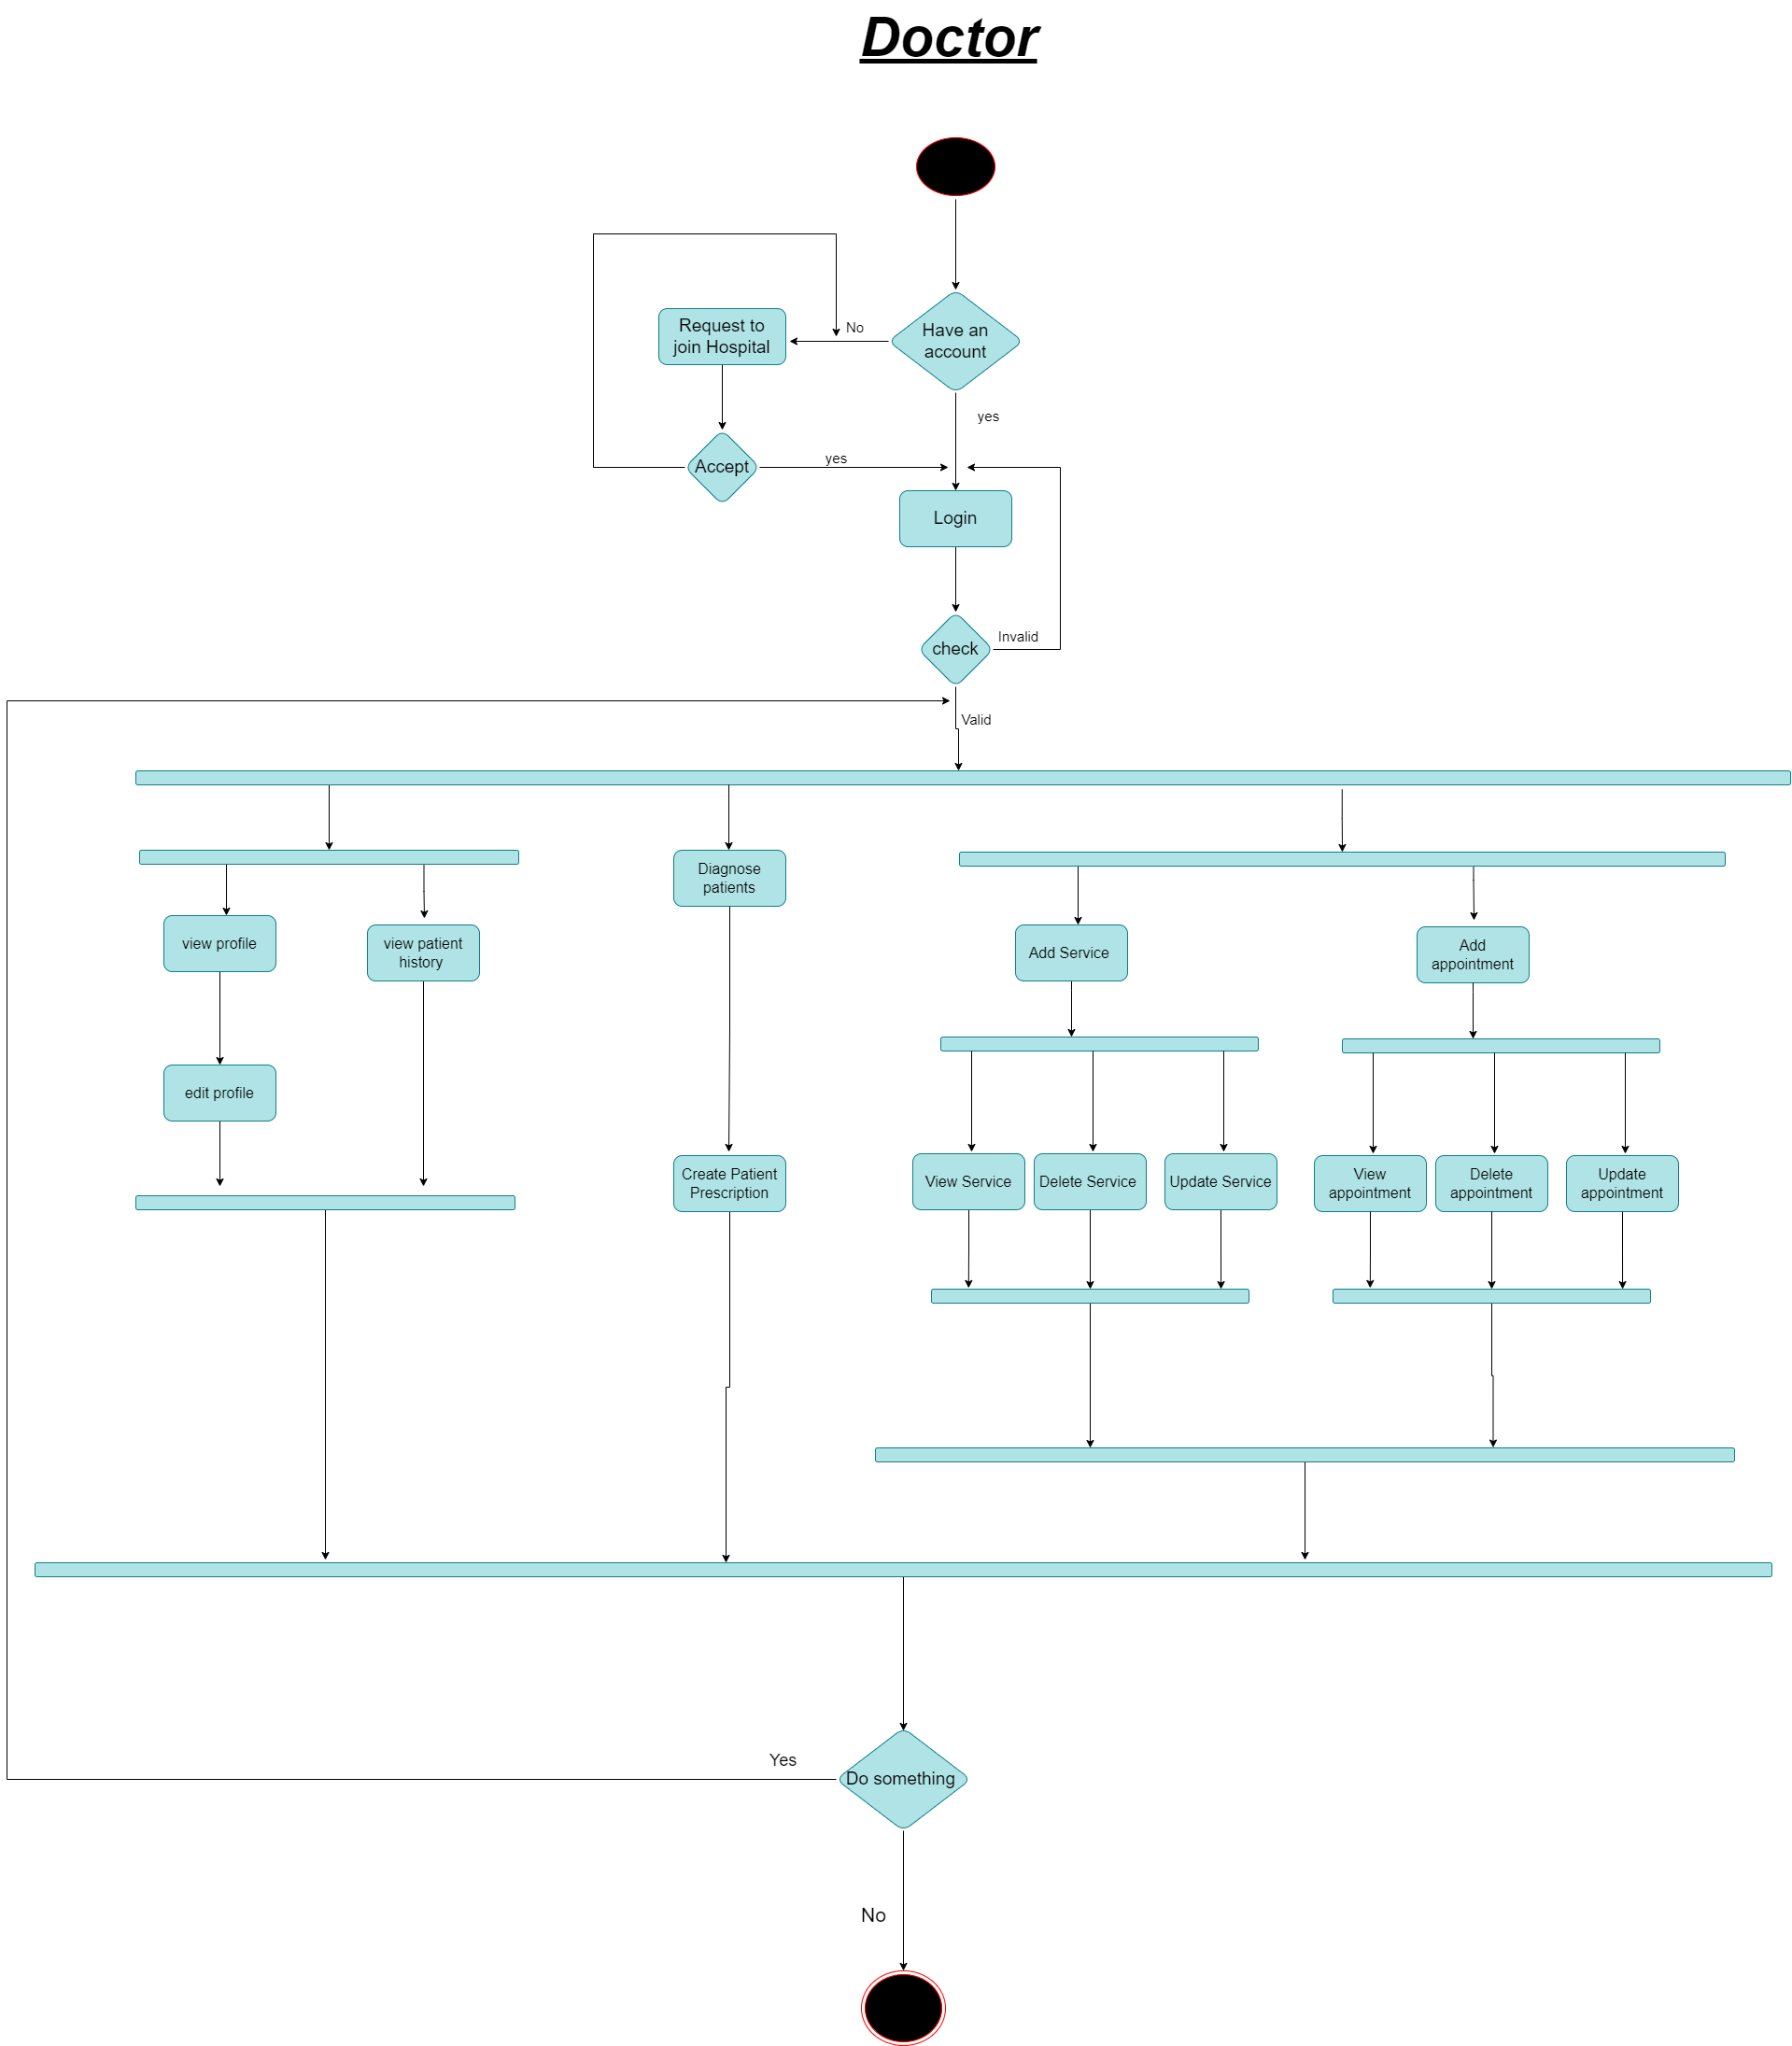 Doctor
Have an
account
No
Request to
join Hospital
yes
Accept
yes
Login
check
Invalid
Valid
Diagnose
patients
view profile
view patient
history
Add Service
Add
appointment
edit profile
Create Patient
Prescription
View Service
Delete Service
Update Service
View
appointment
Delete
appointment
Update
appointment
Yes
Do something
No